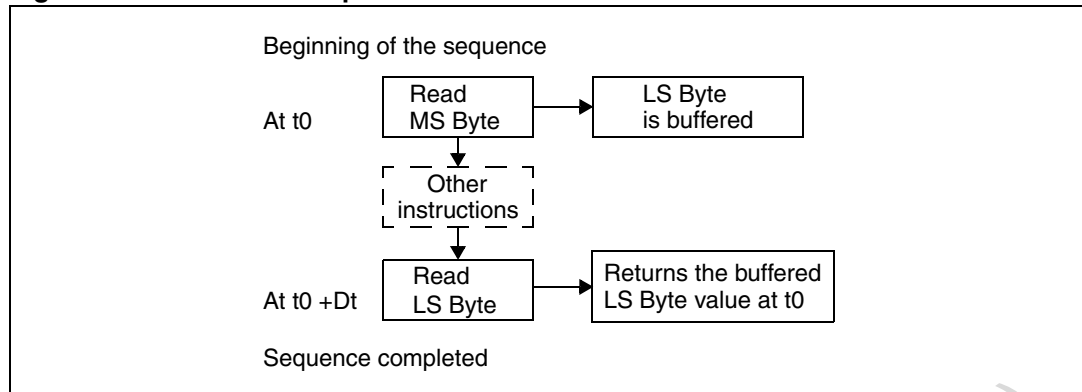 Beginning of the sequence
At t0
Read
MS Byte
LS Byte
is buffered
Other
instructions
At t0 +Dt
Read
LS Byte
Returns the buffered
LS Byte value at t0
Sequence completed